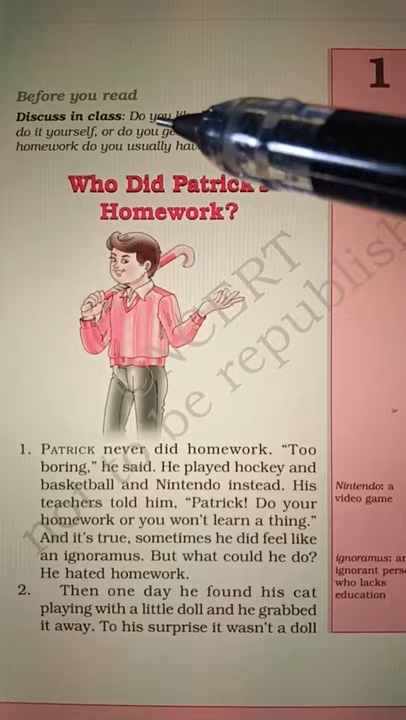 1
Before you read
Discuss in class: Do you
do it yourself, or do you
homework do you usually
Who Did Patrick's
Homework?
NCERT
not to be republish
1. PATRICK never did homework. “Too
boring,” he said. He played hockey and
basketball and Nintendo instead. His
teachers told him, “Patrick! Do your
homework or you won’t learn a thing.”
And it’s true, sometimes he did feel like
an ignoramus. But what could he do?
He hated homework.
2. Then one day he found his cat
playing with a little doll and he grabbed
it away. To his surprise it wasn’t a doll
Nintendo: a
video game
ignoramus:
ignorant
who lacks
education